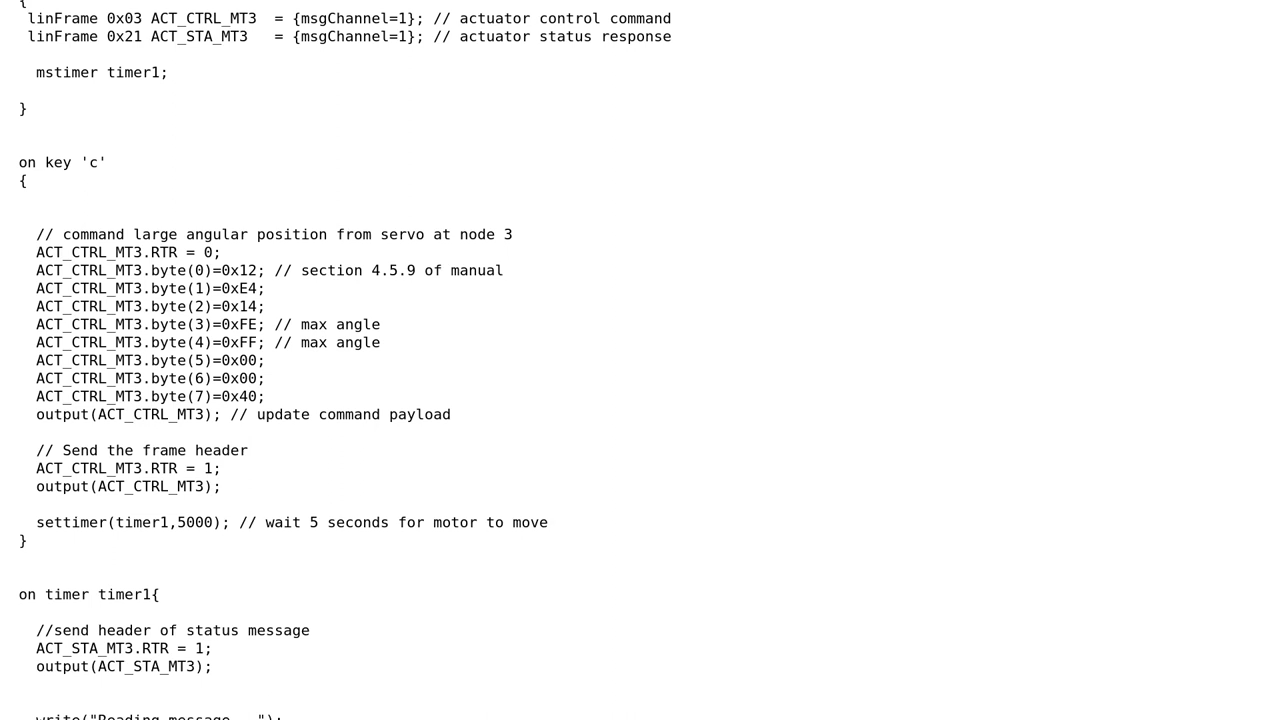 {
linFrame 0x03 ACT_CTRL_MT3  = {msgChannel=1}; // actuator control command
linFrame 0x21 ACT_STA_MT3   = {msgChannel=1}; // actuator status response
mstimer timer1;
}
on key 'c'
{
// command large angular position from servo at node 3
ACT_CTRL_MT3.RTR = 0;
ACT_CTRL_MT3.byte(0)=0x12; // section 4.5.9 of manual
ACT_CTRL_MT3.byte(1)=0xE4;
ACT_CTRL_MT3.byte(2)=0x14;
ACT_CTRL_MT3.byte(3)=0xFE; // max angle
ACT_CTRL_MT3.byte(4)=0xFF; // max angle
ACT_CTRL_MT3.byte(5)=0x00;
ACT_CTRL_MT3.byte(6)=0x00;
ACT_CTRL_MT3.byte(7)=0x40;
output(ACT_CTRL_MT3); // update command payload
// Send the frame header
ACT_CTRL_MT3.RTR = 1;
output(ACT_CTRL_MT3);
settimer(timer1,5000); // wait 5 seconds for motor to move
}
on timer timer1{
//send header of status message
ACT_STA_MT3.RTR = 1;
output(ACT_STA_MT3);
write("Reading message...");